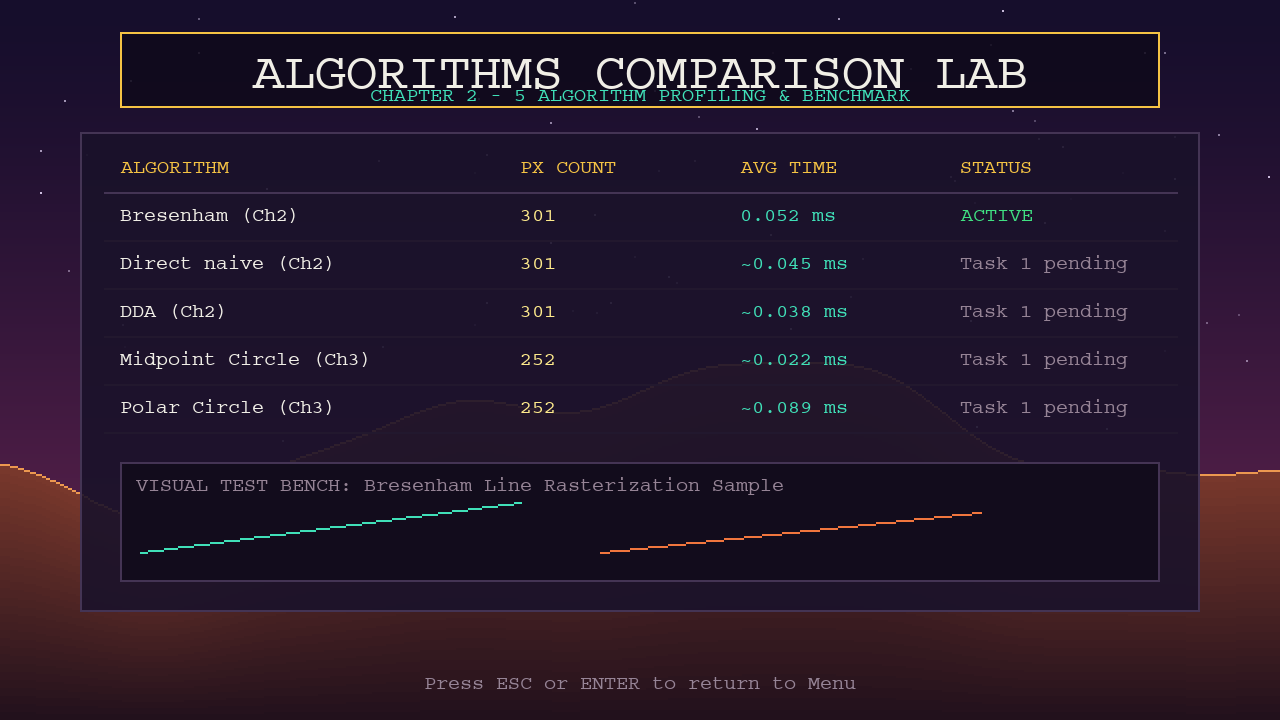 ALGORITHMS COMPARISON LAB
CHAPTER 2 - 5 ALGORITHM PROFILING & BENCHMARK
ALGORITHM PX COUNT AVG TIME STATUS
Bresenham (Ch2) 301 0.052 ms ACTIVE
Direct naive (Ch2) 301 ~0.045 ms Task 1 pending
DDA (Ch2) 301 ~0.038 ms Task 1 pending
Midpoint Circle (Ch3) 252 ~0.022 ms Task 1 pending
Polar Circle (Ch3) 252 ~0.089 ms Task 1 pending
VISUAL TEST BENCH: Bresenham Line Rasterization Sample
Press ESC or ENTER to return to Menu